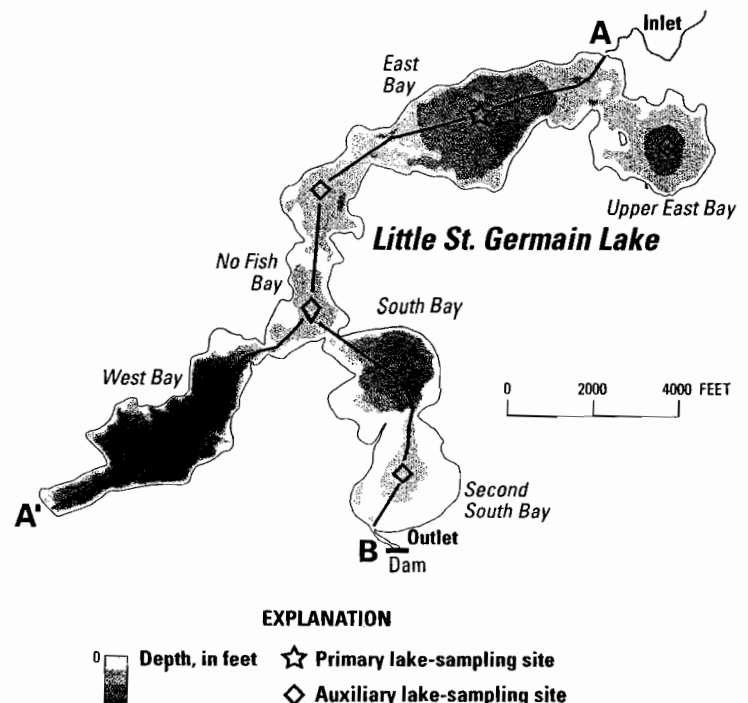 Inlet
A
East
Bay
Upper East Bay
Little St. Germain Lake
No Fish
Bay
South Bay
0 2000 4000 FEET
West Bay
A'
Second
South Bay
B
Outlet
Dam
EXPLANATION
0 Depth, in feet
Primary lake-sampling site
Auxiliary lake-sampling site